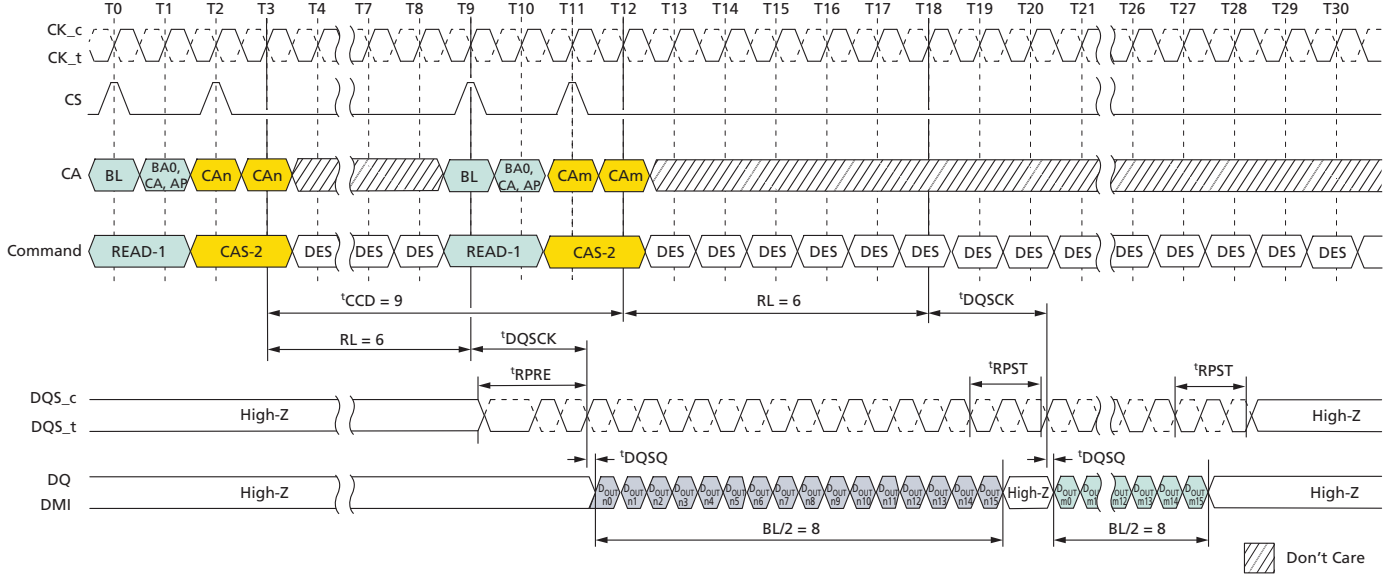 T0 T1 T2 T3 T4 T7 T8 T9 T10 T11 T12 T13 T14 T15 T16 T17 T18 T19 T20 T21 T26 T27 T28 T29 T30
CK_c
CK_t
CS
CA BL BA0, CA, AP CAn CAn BL BA0, CA, AP CAm CAm
Command READ-1 CAS-2 DES DES DES READ-1 CAS-2 DES DES DES DES DES DES DES DES DES DES DES DES DES DES
tCCD = 9 RL = 6 tDQSCK
RL = 6 tDQSCK
tRPRE tRPST tRPST
DQS_c
DQS_t
High-Z High-Z
tDQSQ tDQSQ
DQ
DMI
High-Z DOUT n0 DOUT n1 DOUT n2 DOUT n3 DOUT n4 DOUT n5 DOUT n6 DOUT n7 DOUT n8 DOUT n9 DOUT n10 DOUT n11 DOUT n12 DOUT n13 DOUT n14 DOUT n15 High-Z DOUT m0 DOUT m1 DOUT m12 DOUT m13 DOUT m14 DOUT m15 High-Z
BL/2 = 8 BL/2 = 8
Don't Care